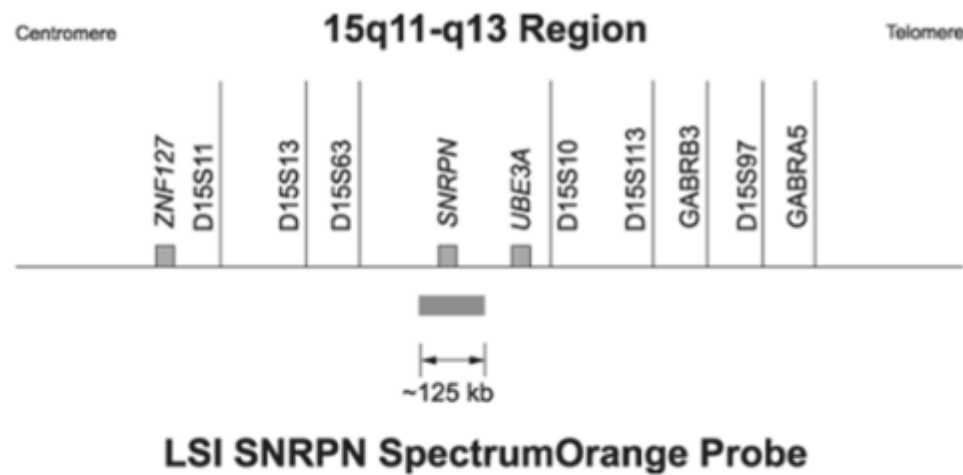 15q11-q13 Region
Centromere
Telomere
ZNF127
D15S11
D15S13
D15S63
SNRPN
UBE3A
D15S10
D15S113
GABRB3
D15S97
GABRA5
~125 kb
LSI SNRPN SpectrumOrange Probe